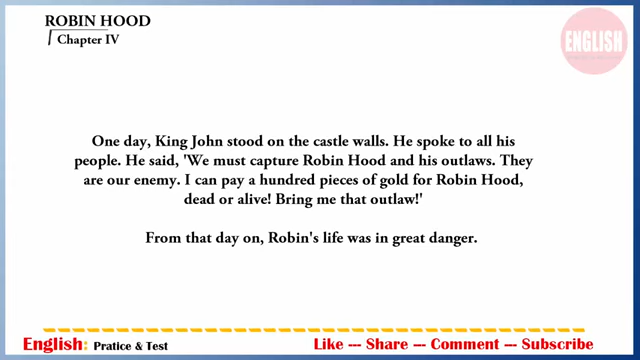 ROBIN HOOD
Chapter IV
ENGLISH
One day, King John stood on the castle walls. He spoke to all his
people. He said, 'We must capture Robin Hood and his outlaws. They
are our enemy. I can pay a hundred pieces of gold for Robin Hood,
dead or alive! Bring me that outlaw!'
From that day on, Robin's life was in great danger.
English: Pratice & Test
Like --- Share --- Comment --- Subscribe